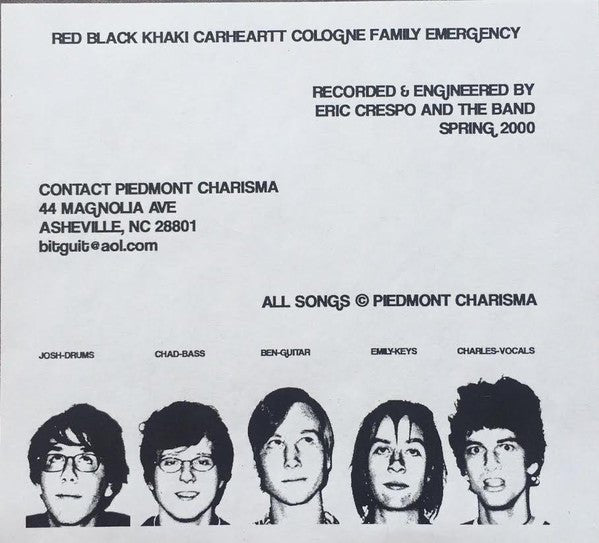 RED BLACK KHAKI CARHEARTT COLOGNE FAMILY EMERGENCY
RECORDED & ENGINEERED BY
ERIC CRESPO AND THE BAND
SPRING 2000
CONTACT PIEDMONT CHARISMA
44 MAGNOLIA AVE
ASHEVILLE, NC 28801
bitguit@aol.com
ALL SONGS © PIEDMONT CHARISMA
JOSH-DRUMS CHAD-BASS BEN-GUITAR EMILY-KEYS CHARLES-VOCALS